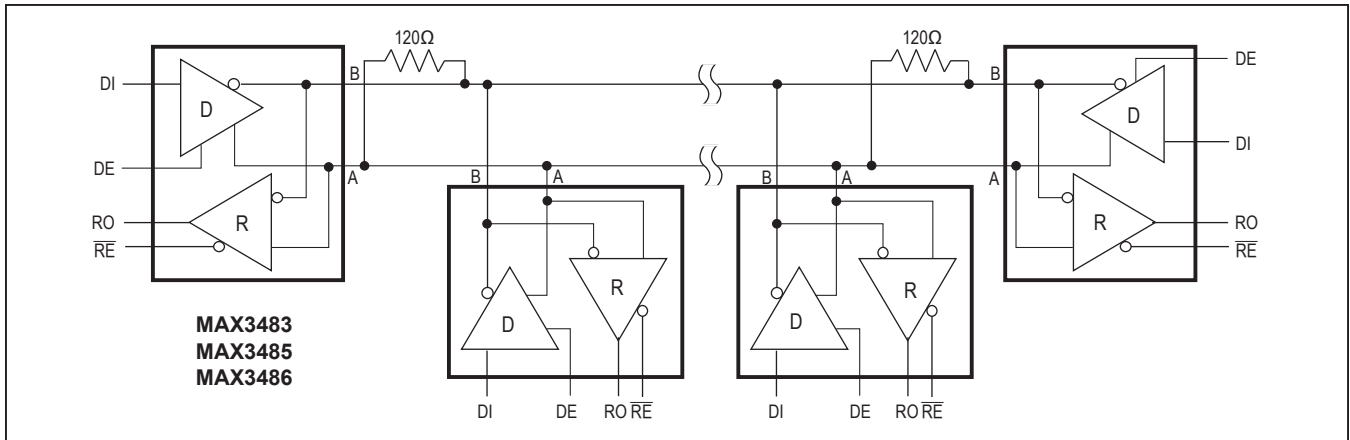 120Ω
120Ω
DI
B
D
DE
A
RO
R
RE
MAX3483
MAX3485
MAX3486
B
A
D
R
DI
DE
RO
RE
B
A
D
R
DI
DE
RO
RE
B
DE
D
DI
A
R
RO
RE